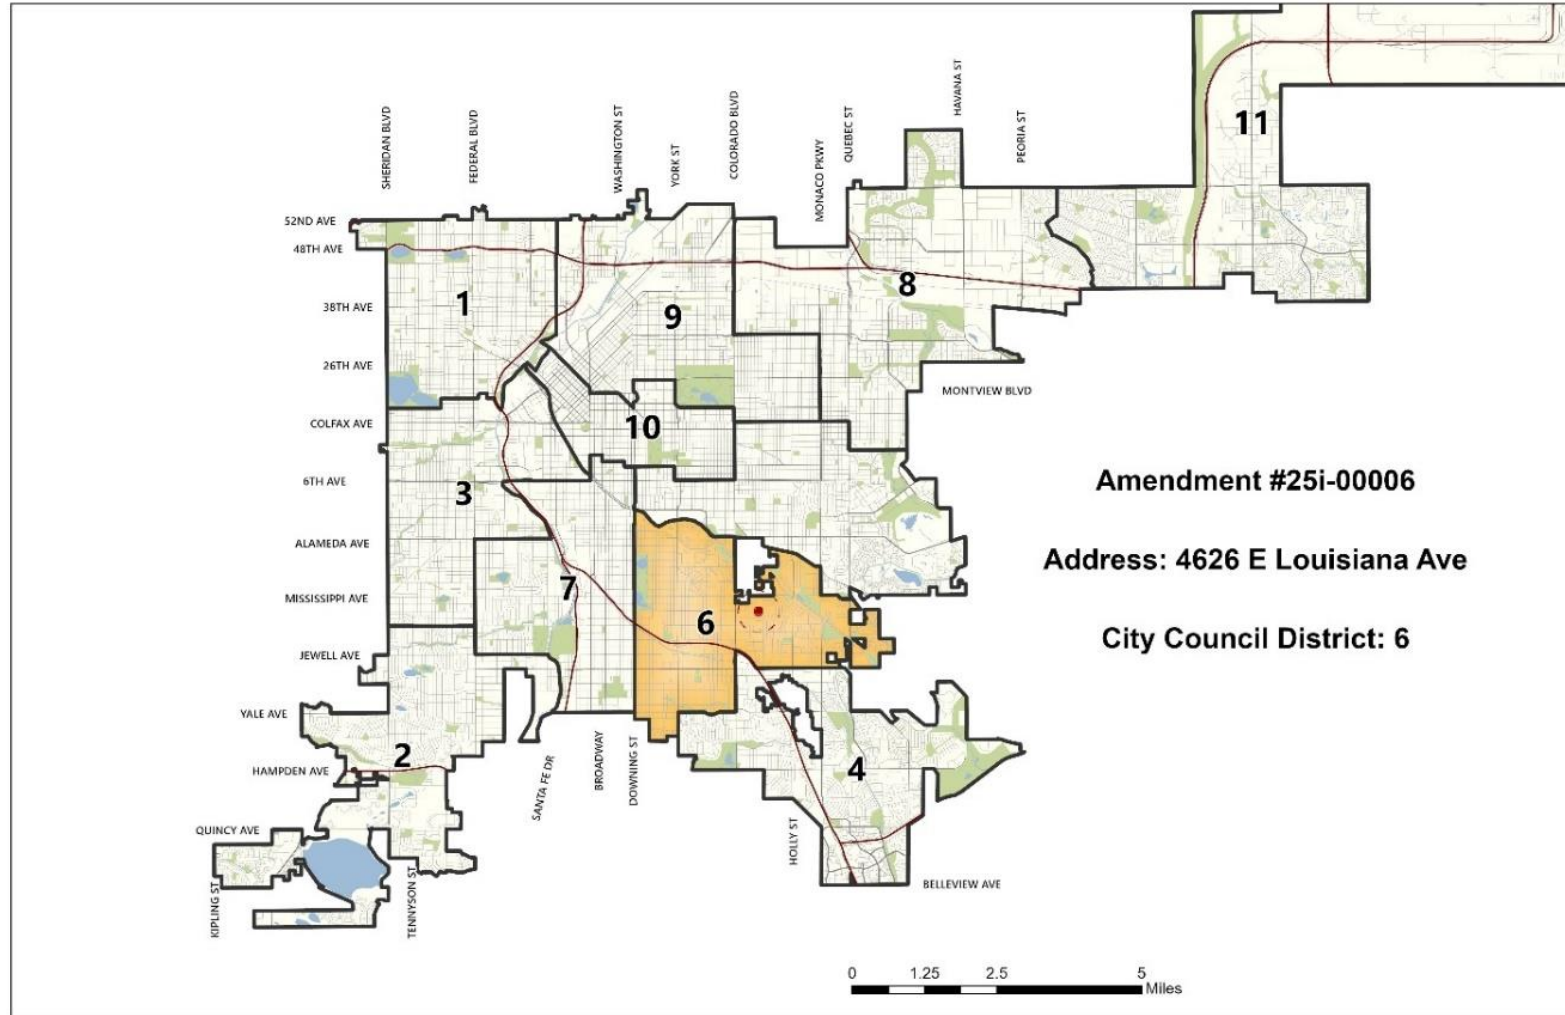 SHERIDAN BLVD
FEDERAL BLVD
WASHINGTON ST
YORK ST
COLORADO BLVD
MONACO PKWY
QUEBEC ST
HAVANA ST
PEORIA ST
11
52ND AVE
48TH AVE
38TH AVE
26TH AVE
COLFAX AVE
6TH AVE
ALAMEDA AVE
MISSISSIPPI AVE
JEWELL AVE
YALE AVE
HAMPDEN AVE
QUINCY AVE
1
9
8
10
3
7
6
2
4
MONTVIEW BLVD
Amendment #25i-00006
Address: 4626 E Louisiana Ave
City Council District: 6
SANTA FE DR
BROADWAY
DOWNING ST
HOLLY ST
BELLEVIEW AVE
KIPLING ST
TENNYSON ST
0 1.25 2.5 5
Miles